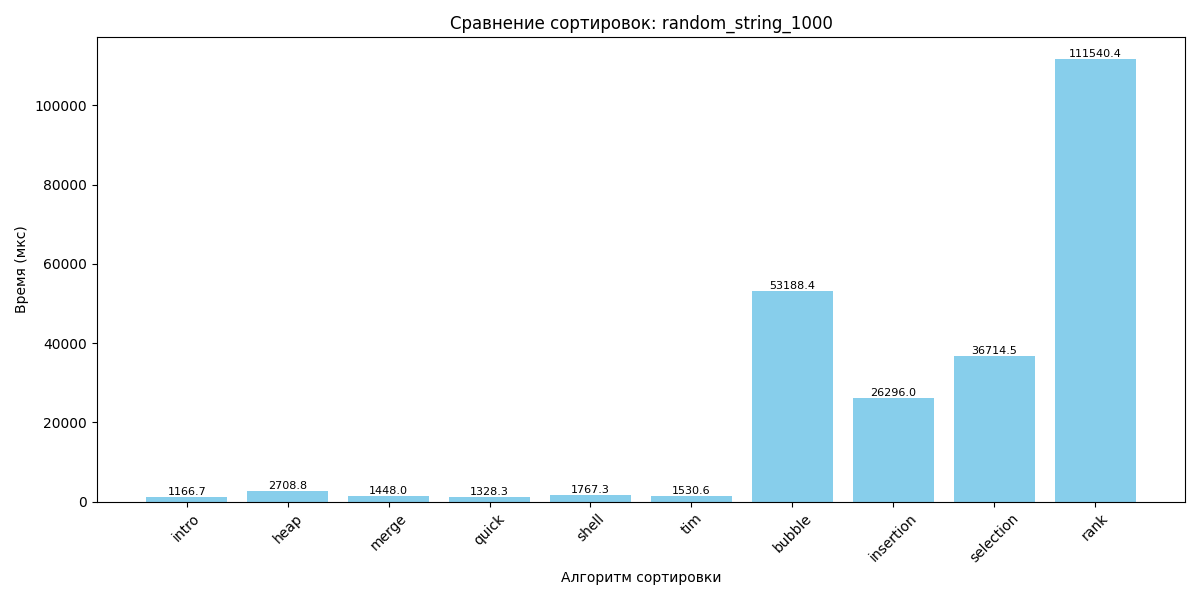 Сравнение сортировок: random_string_1000
Время (мкс)
100000
80000
60000
40000
20000
0
1166.7
2708.8
1448.0
1328.3
1767.3
1530.6
53188.4
26296.0
36714.5
111540.4
intro
heap
merge
quick
shell
tim
bubble
insertion
selection
rank
Алгоритм сортировки